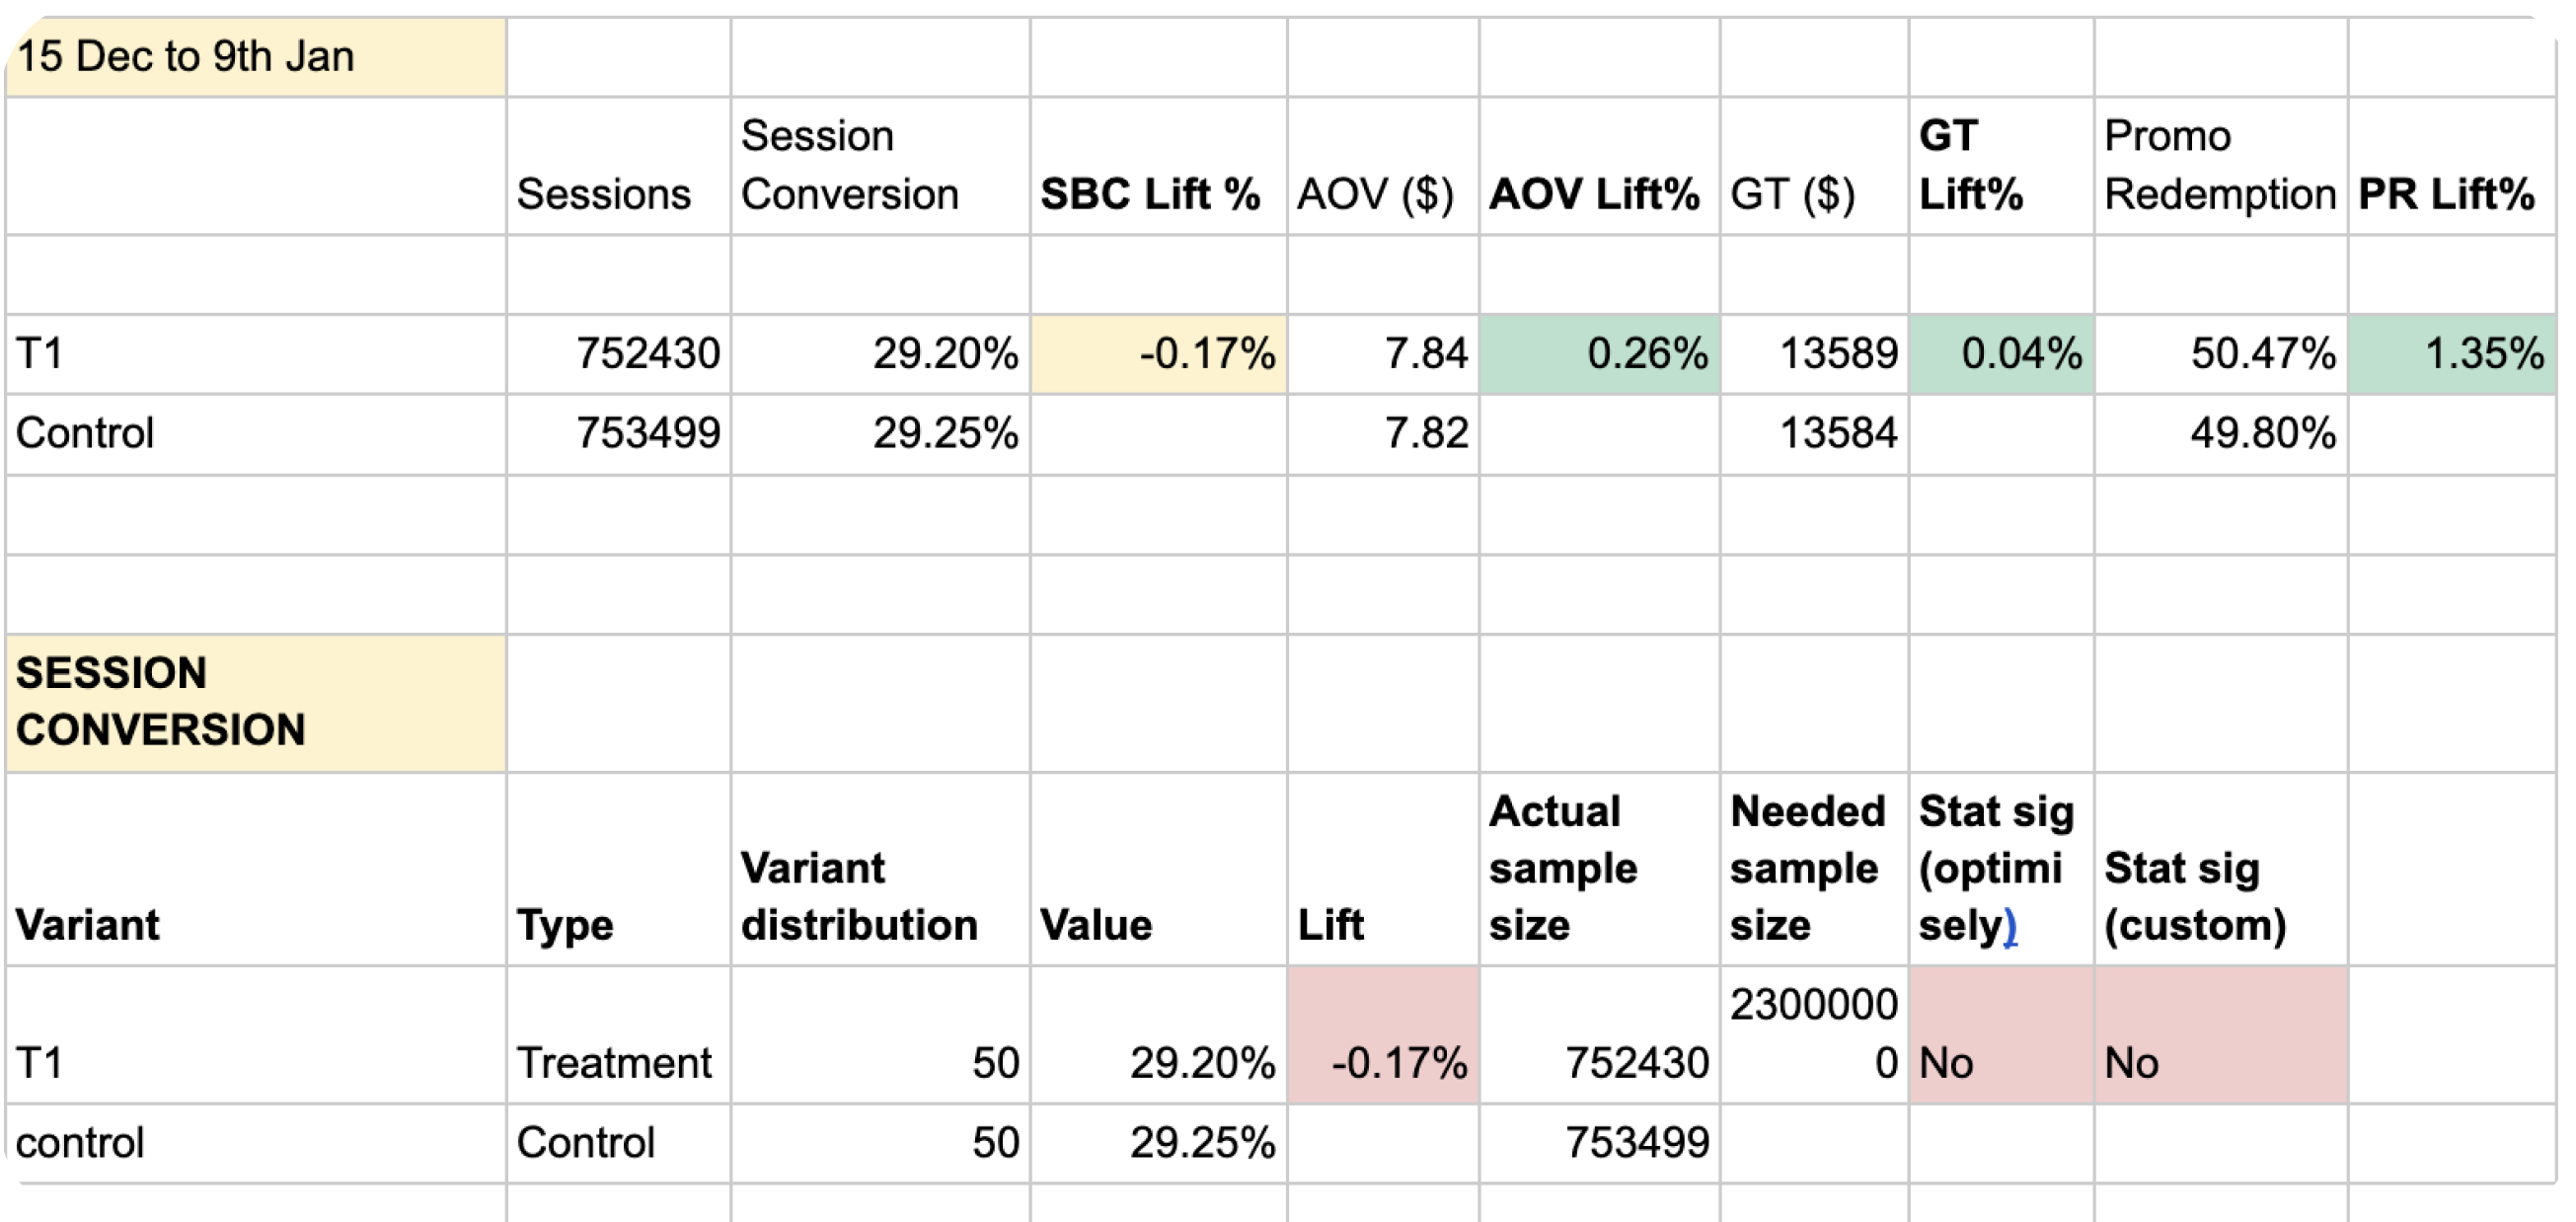 15 Dec to 9th Jan
Sessions Session Conversion SBC Lift % AOV ($) AOV Lift% GT ($) GT Lift% Promo Redemption PR Lift%
T1 752430 29.20% -0.17% 7.84 0.26% 13589 0.04% 50.47% 1.35%
Control 753499 29.25% 7.82 13584 49.80%
SESSION
CONVERSION
Variant Type Variant distribution Value Lift Actual sample size Needed sample size Stat sig (optimi sely) Stat sig (custom)
T1 Treatment 50 29.20% -0.17% 752430 23000000 No No
control Control 50 29.25% 753499